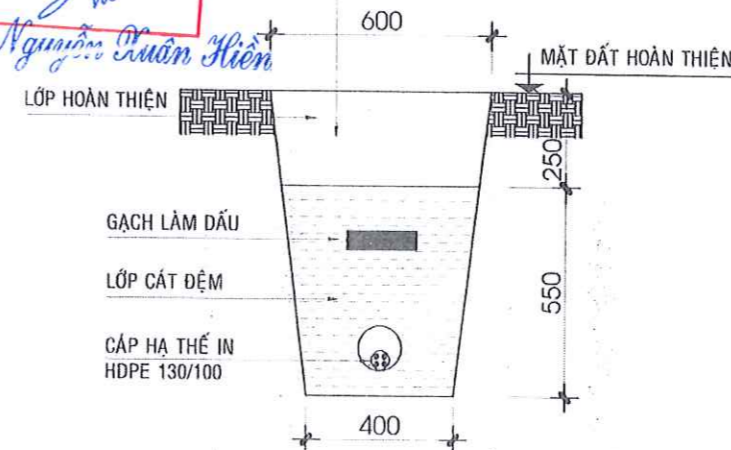 Nguyễn Xuân Hiền
600
MẶT ĐẤT HOÀN THIỆN
LỚP HOÀN THIỆN
250
GẠCH LÀM DẤU
LỚP CÁT ĐỆM
550
CÁP HẠ THẾ IN
HDPE 130/100
400